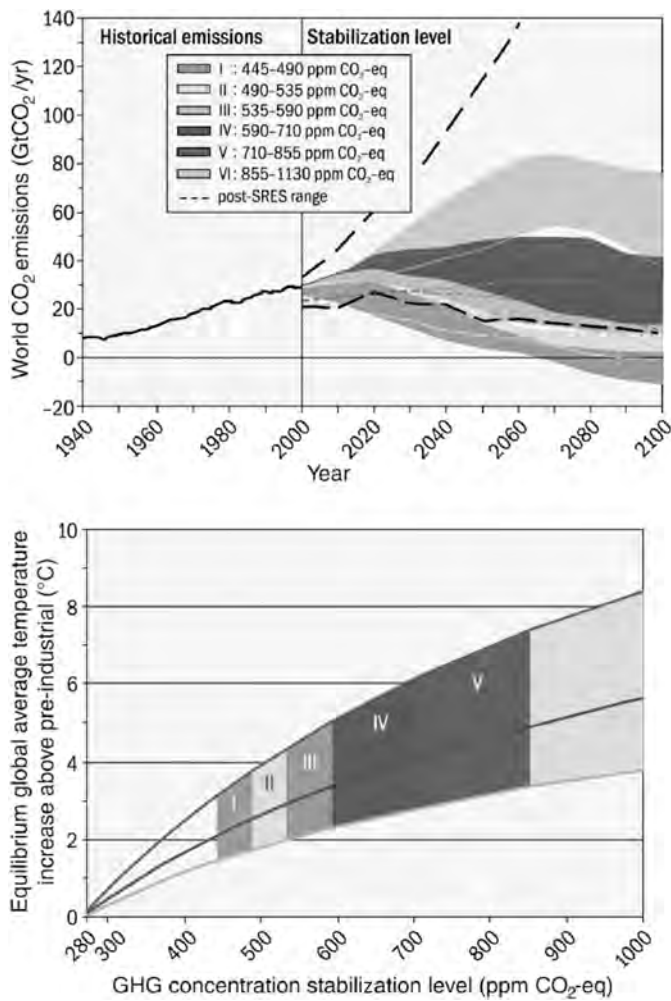 140
120
100
80
60
40
20
0
−20
World CO₂ emissions (GtCO₂ /yr)
Historical emissions
Stabilization level
I : 445–490 ppm CO₂-eq
II : 490–535 ppm CO₂-eq
III : 535–590 ppm CO₂-eq
IV: 590–710 ppm CO₂-eq
V : 710–855 ppm CO₂-eq
VI: 855–1130 ppm CO₂-eq
post-SRES range
1940
1960
1980
2000
2020
2040
2060
2080
2100
Year
10
8
6
4
2
0
Equilibrium global average temperature
increase above pre-industrial (°C)
I
II
III
IV
V
280
300
400
500
600
700
800
900
1000
GHG concentration stabilization level (ppm CO₂-eq)